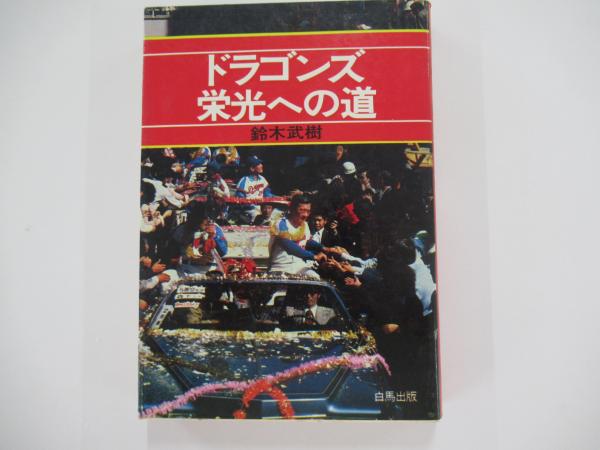 ドラゴンズ
栄光への道
鈴木武樹
白馬出版